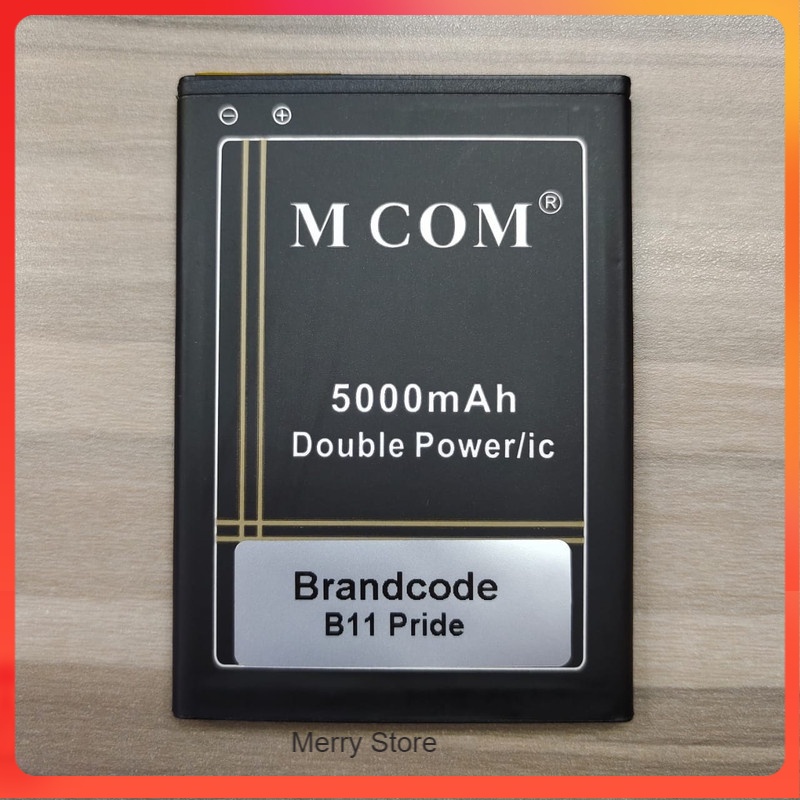 ⊖ ⊕
M COM®
5000mAh
Double Power/ic
Brandcode
B11 Pride
Merry Store